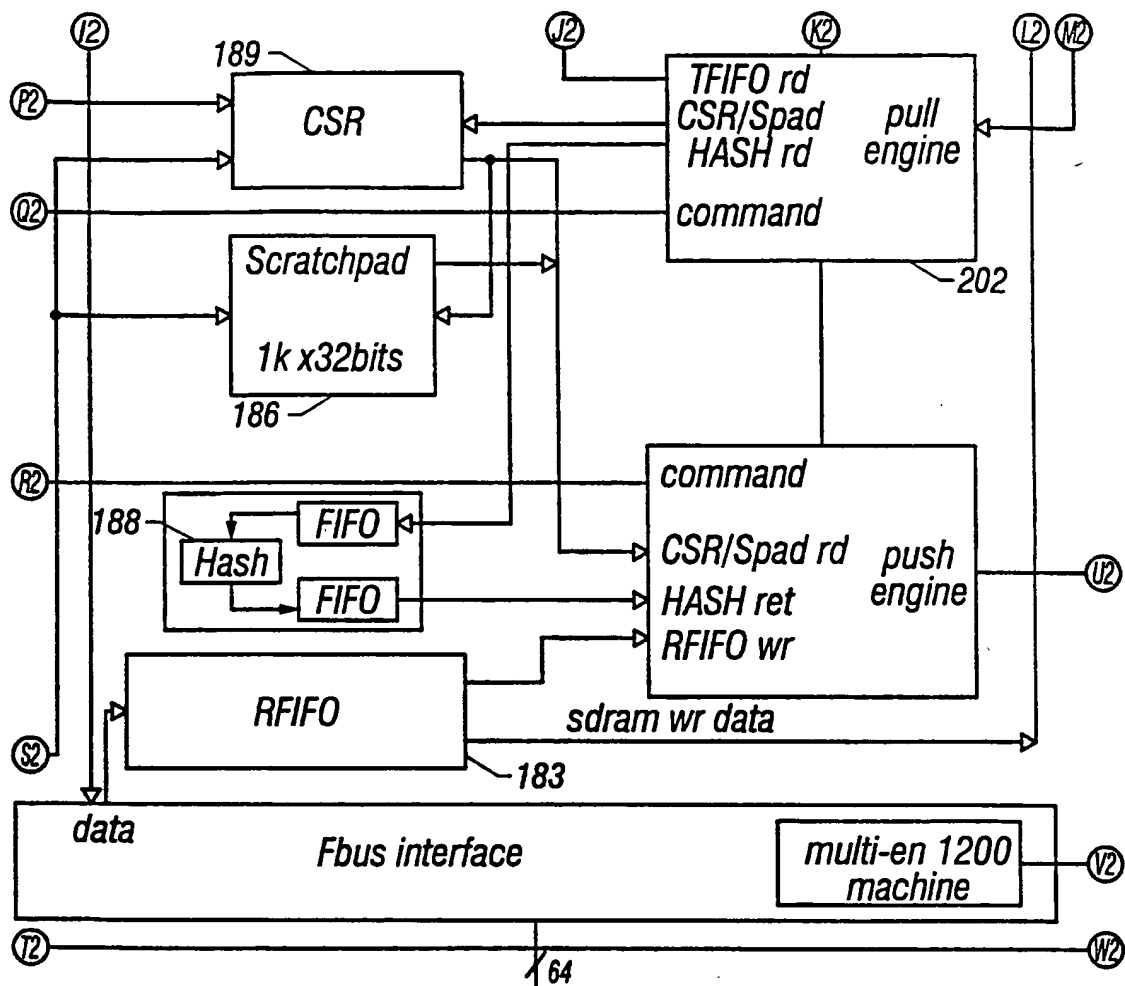 I2
J2
K2
L2
M2
189
P2
CSR
TFIFO rd
CSR/Spad
HASH rd
pull
engine
Q2
command
Scratchpad
202
1k x32bits
186
R2
command
188
FIFO
Hash
FIFO
CSR/Spad rd
push
engine
HASH ret
RFIFO wr
U2
RFIFO
sdram wr data
S2
183
data
Fbus interface
multi-en 1200
machine
V2
T2
W2
64